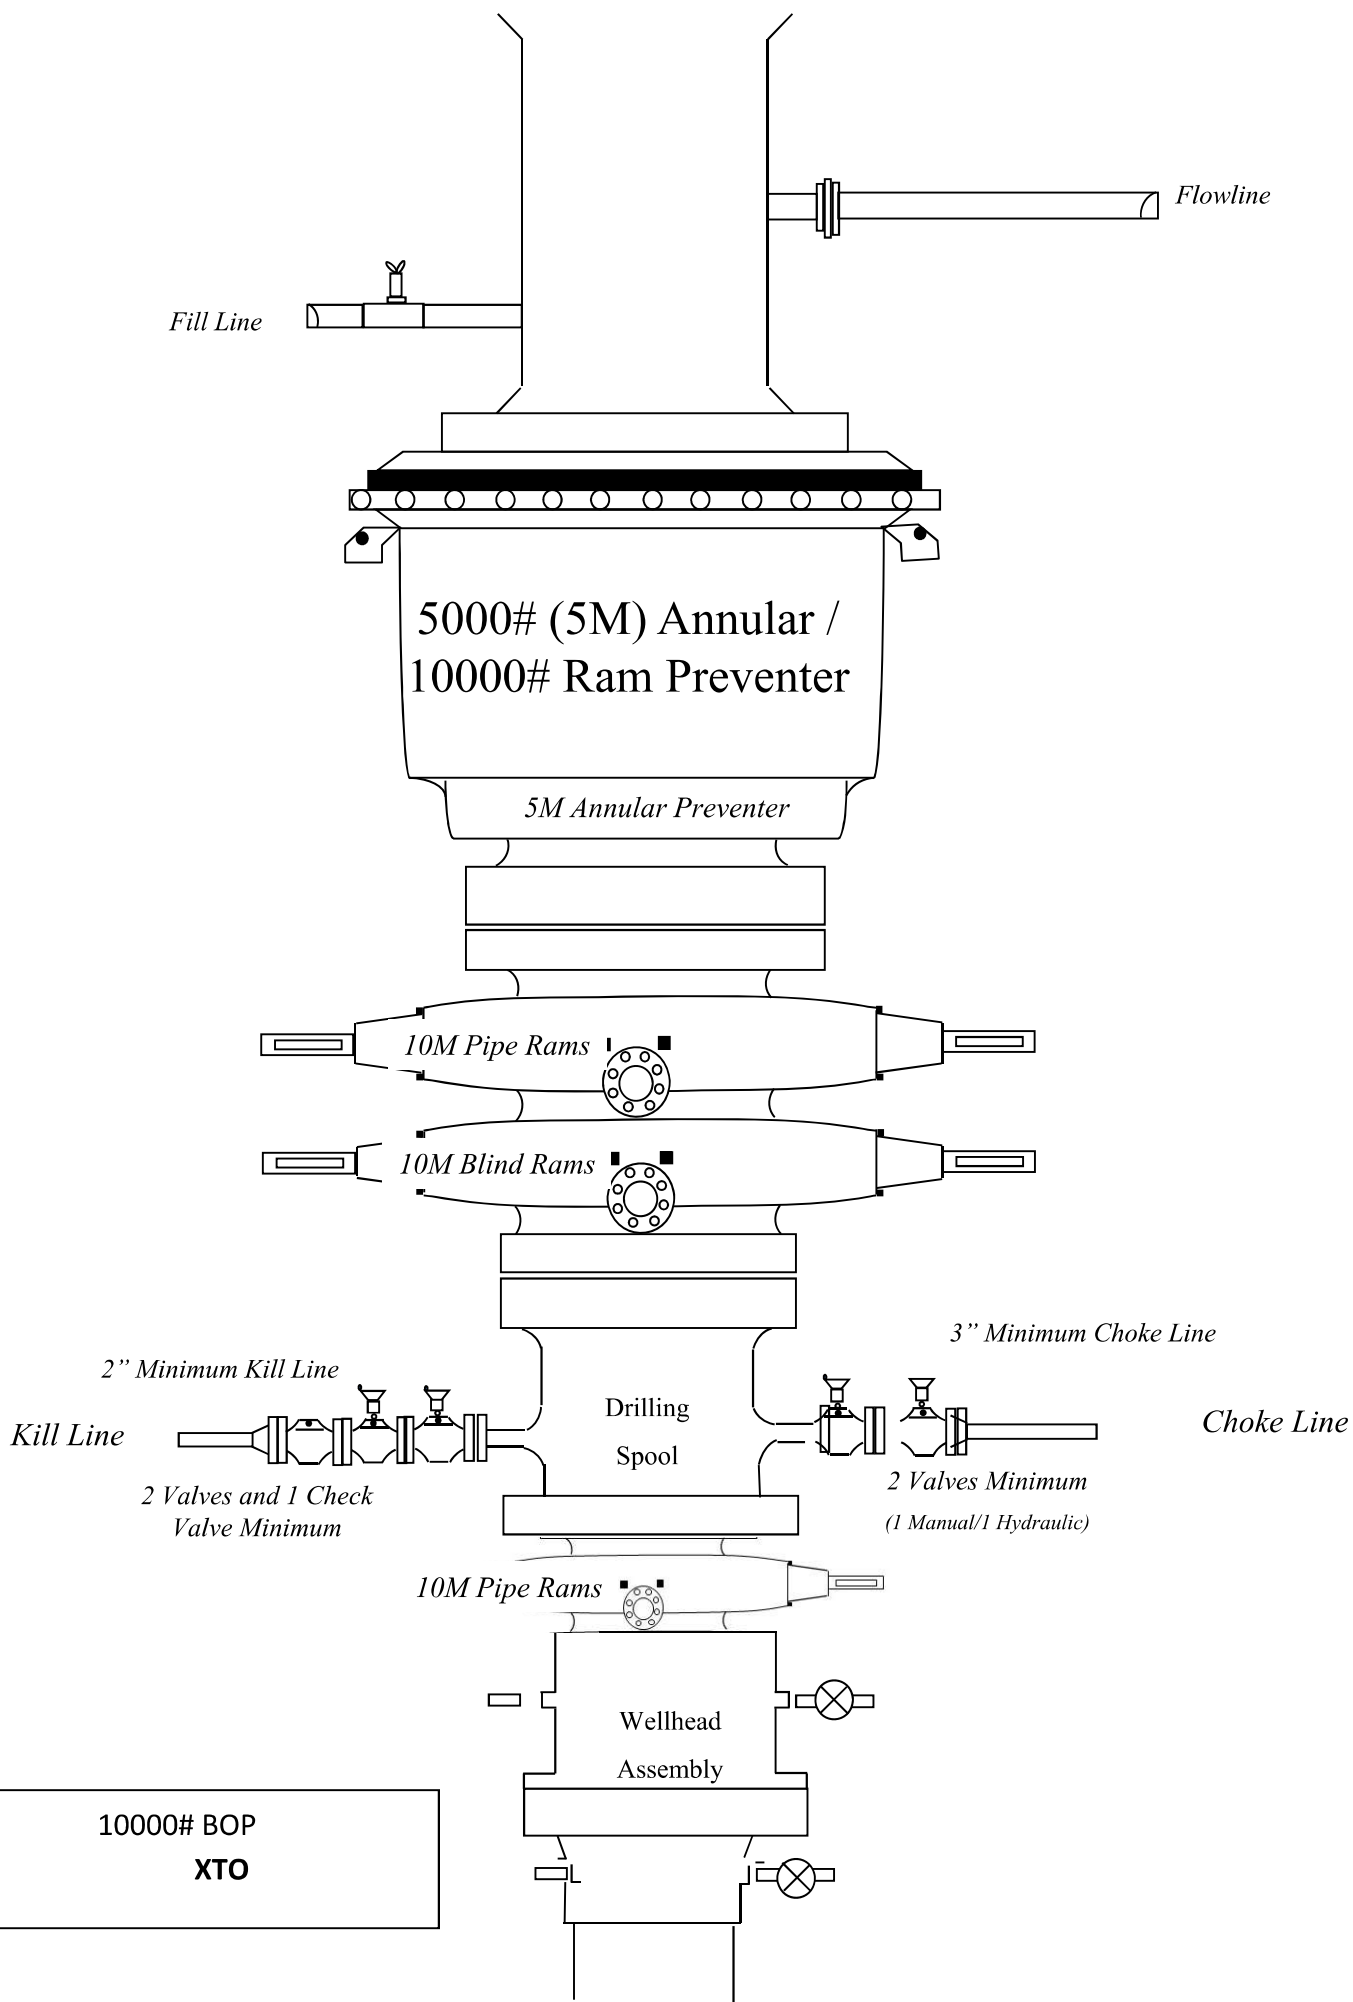 Flowline
Fill Line
5000# (5M) Annular /
10000# Ram Preventer
5M Annular Preventer
10M Pipe Rams
10M Blind Rams
3” Minimum Choke Line
2” Minimum Kill Line
Drilling
Spool
Kill Line
Choke Line
2 Valves and 1 Check
Valve Minimum
2 Valves Minimum
(1 Manual/1 Hydraulic)
10M Pipe Rams
Wellhead
Assembly
10000# BOP
XTO